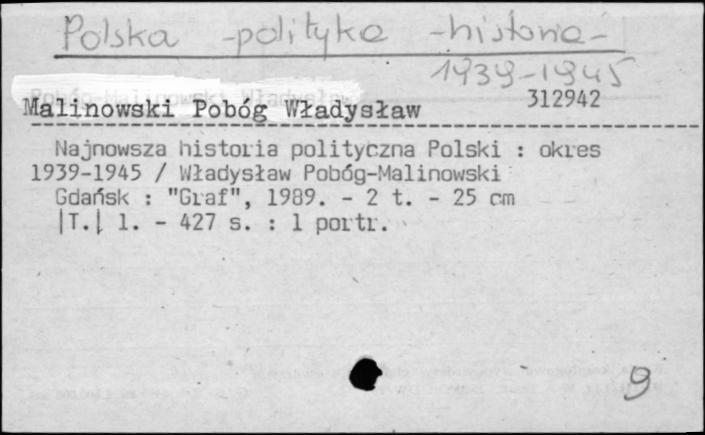 Polska - polityka - historia -
1939-1945
312942
Malinowski Pobóg Władysław
Najnowsza historia polityczna Polski : okres
1939-1945 / Władysław Pobóg-Malinowski
Gdańsk : "Graf", 1989. - 2 t. - 25 cm
|T.| 1. - 427 s. : 1 portr.
9